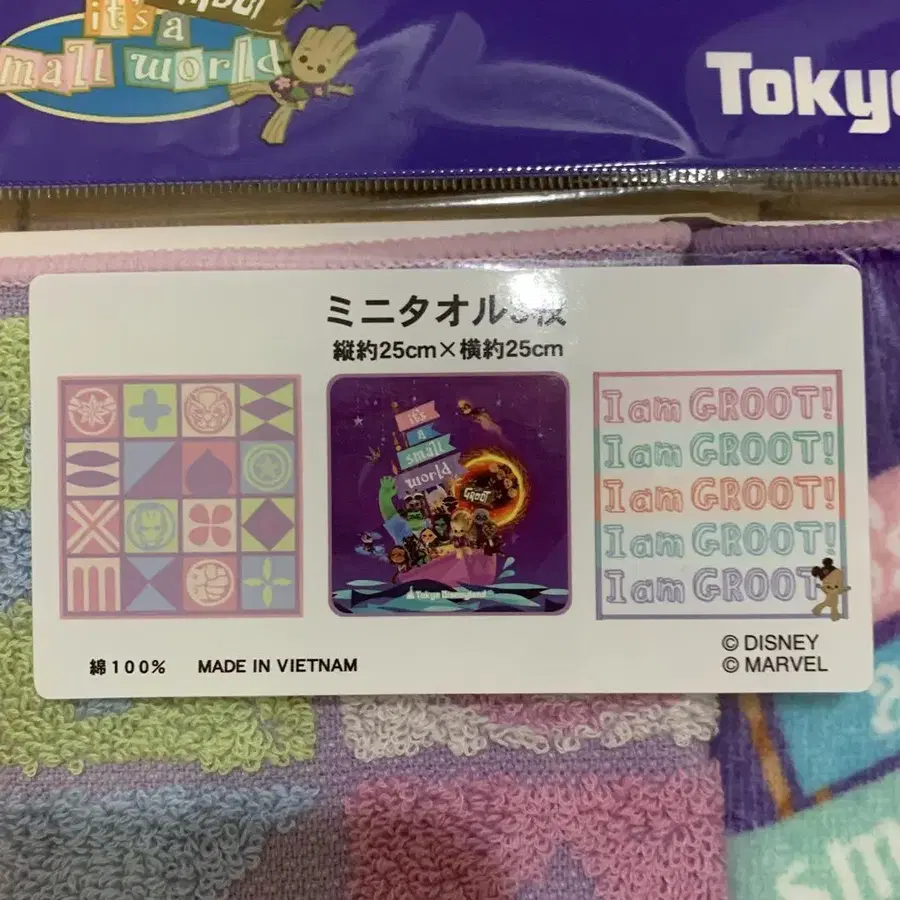 it's a
small world
Tokyo
ミニタオル3枚
縦約25cm×横約25cm
it's
a
small
world
GROOT
Tokyo Disneyland
I am GROOT!
I am GROOT!
I am GROOT!
I am GROOT!
I am GROOT
綿100% MADE IN VIETNAM
© DISNEY
© MARVEL